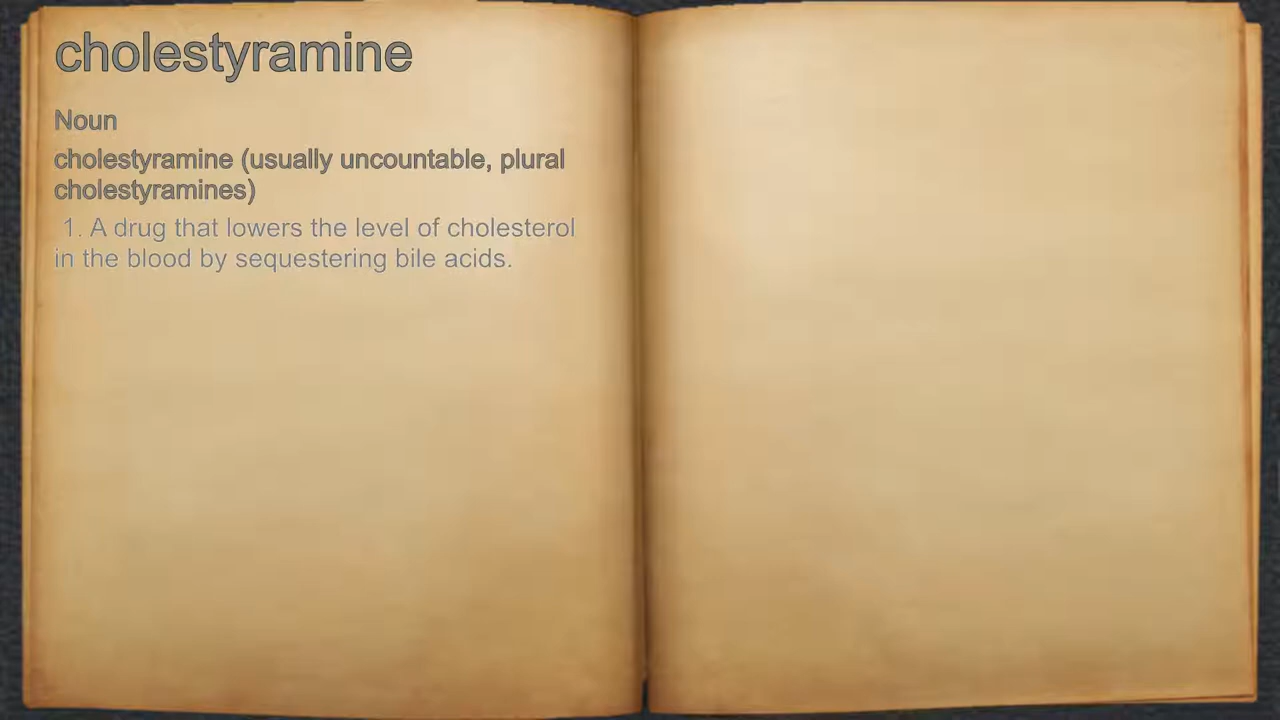 cholestyramine
Noun
cholestyramine (usually uncountable, plural
cholestyramines)
1. A drug that lowers the level of cholesterol
in the blood by sequestering bile acids.